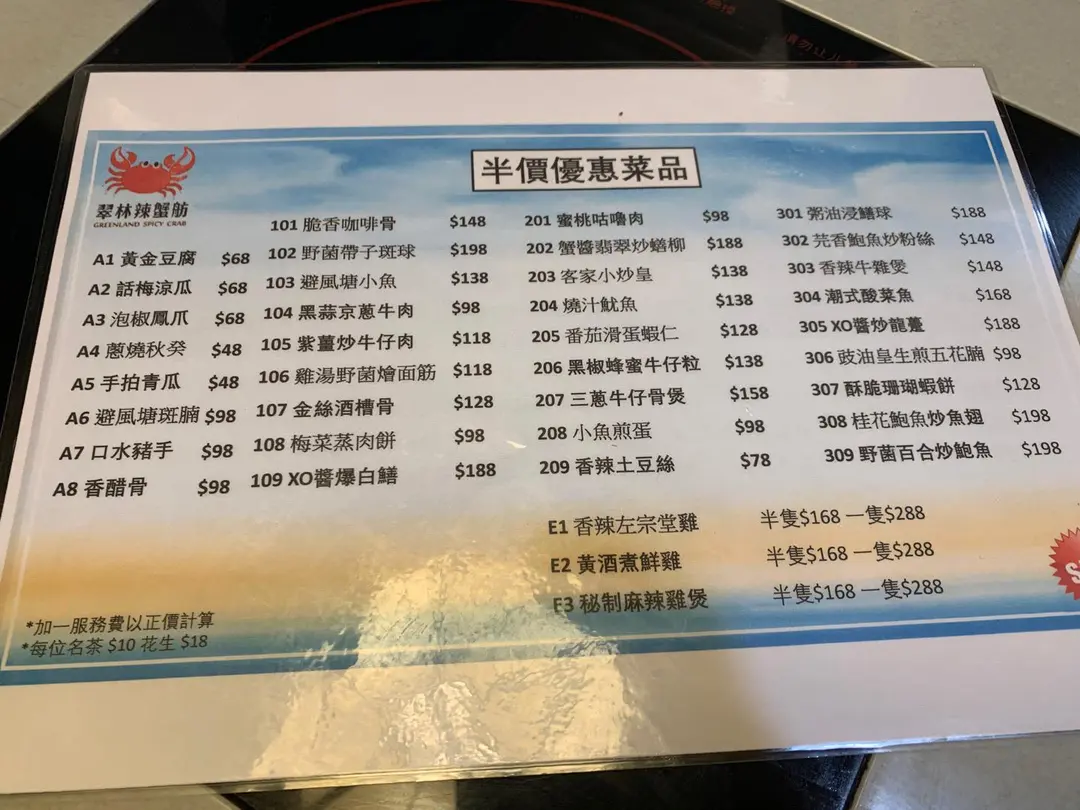 半價優惠菜品
翠林辣蟹舫
GREENLAND SPICY CRAB
A1 黃金豆腐 $68
A2 話梅涼瓜 $68
A3 泡椒鳳爪 $68
A4 蔥燒秋葵 $48
A5 手拍青瓜 $48
A6 避風塘斑腩 $98
A7 口水豬手 $98
A8 香醋骨 $98
101 脆香咖啡骨 $148
102 野菌帶子斑球 $198
103 避風塘小魚 $138
104 黑蒜京蔥牛肉 $98
105 紫薑炒牛仔肉 $118
106 雞湯野菌燴面筋 $118
107 金絲酒槽骨 $128
108 梅菜蒸肉餅 $98
109 XO醬爆白鱔 $188
201 蜜桃咕嚕肉 $98
202 蟹醬翡翠炒蟮柳 $188
203 客家小炒皇 $138
204 燒汁魷魚 $138
205 番茄滑蛋蝦仁 $128
206 黑椒蜂蜜牛仔粒 $138
207 三蔥牛仔骨煲 $158
208 小魚煎蛋 $98
209 香辣土豆絲 $78
301 粥油浸鱔球 $188
302 芫香鮑魚炒粉絲 $148
303 香辣牛雜煲 $148
304 潮式酸菜魚 $168
305 XO醬炒龍躉 $188
306 豉油皇生煎五花腩 $98
307 酥脆珊瑚蝦餅 $128
308 桂花鮑魚炒魚翅 $198
309 野菌百合炒鮑魚 $198
E1 香辣左宗堂雞 半隻$168 一隻$288
E2 黃酒煮鮮雞 半隻$168 一隻$288
E3 秘制麻辣雞煲 半隻$168 一隻$288
*加一服務費以正價計算
*每位名茶 $10 花生 $18